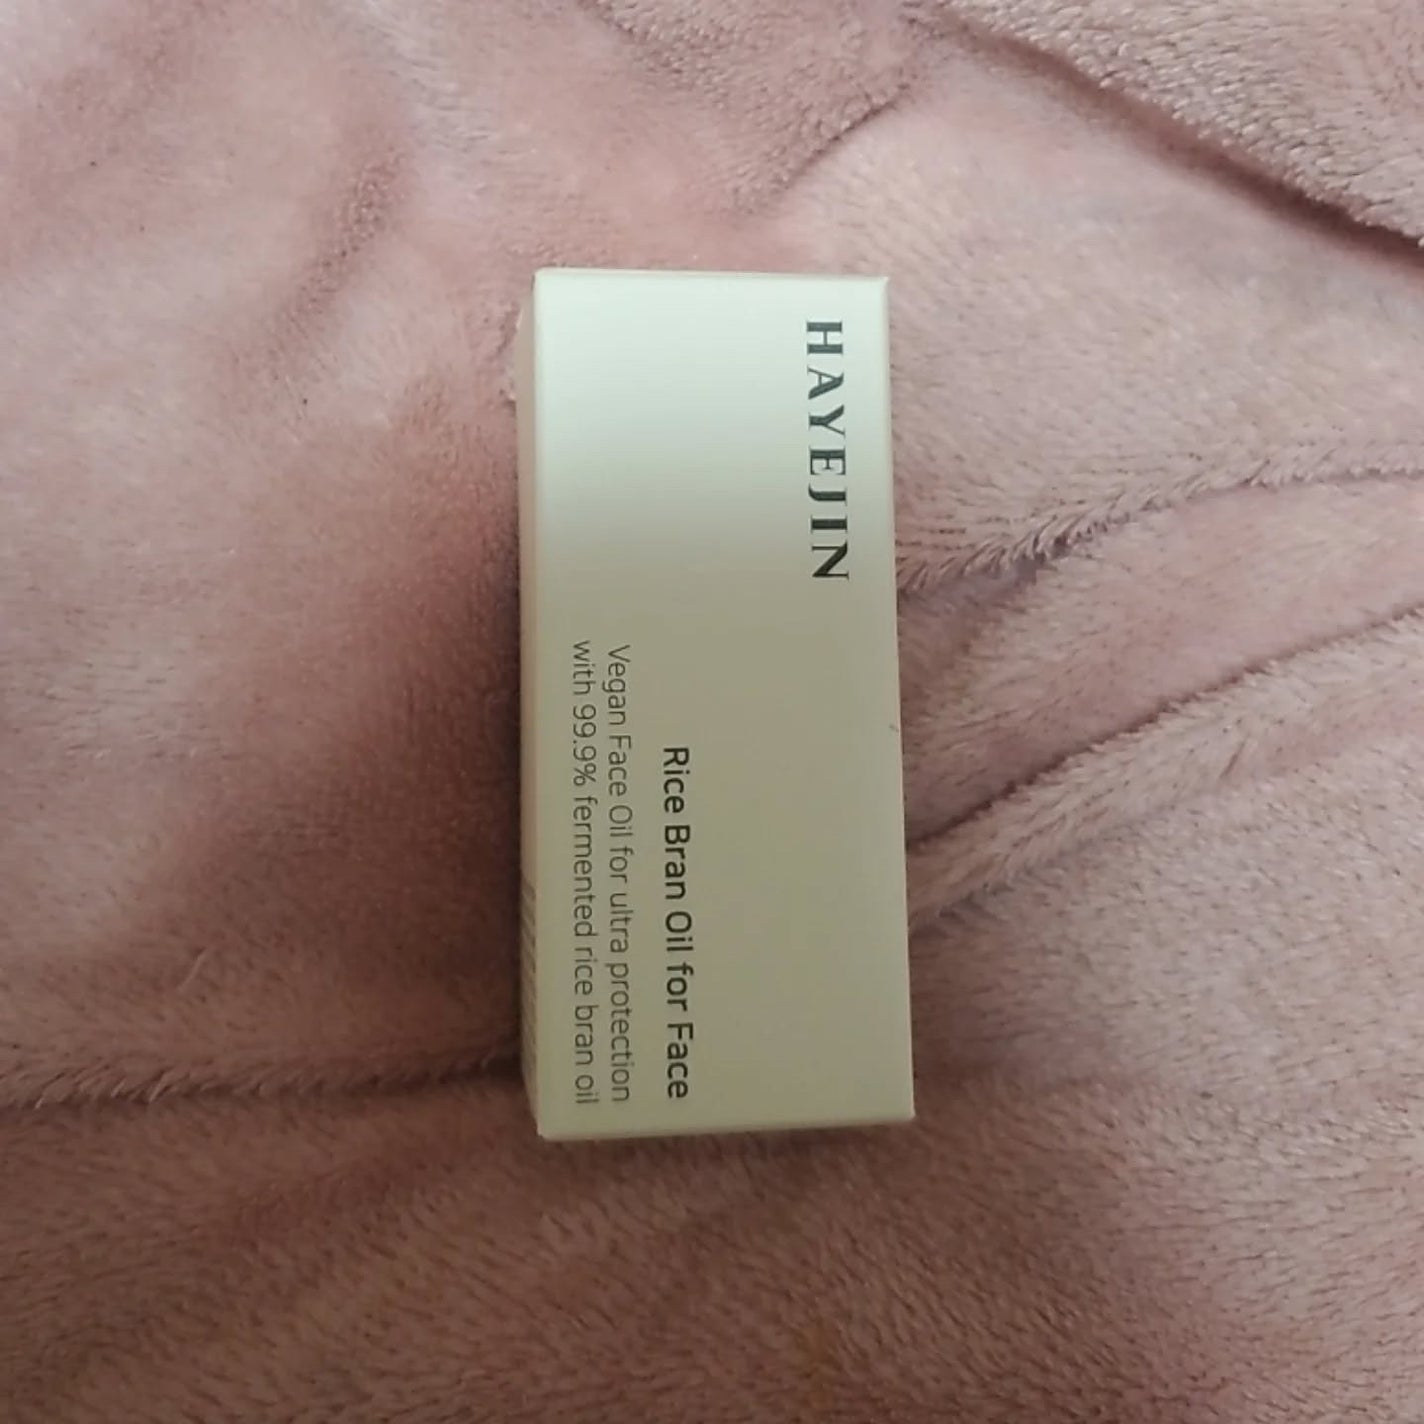 HAYEJIN
Rice Bran Oil for Face
Vegan Face Oil for ultra protection
with 99.9% fermented rice bran oil